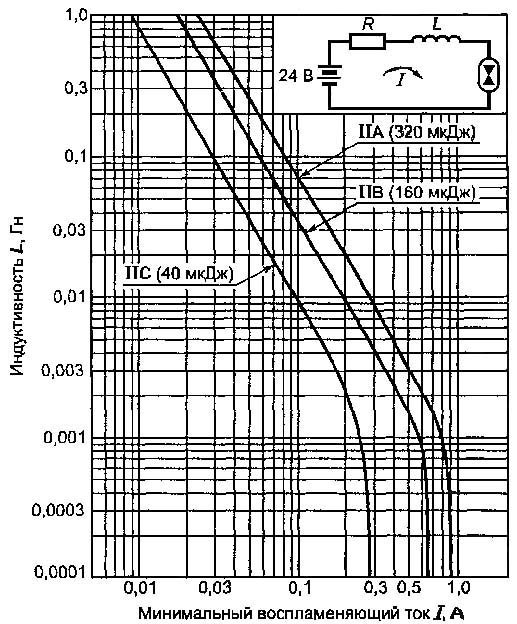 1,0
0,3
0,1
0,03
0,01
0,003
0,001
0,0003
0,0001
Индуктивность L, Гн
R L
24 В
I
IIA (320 мкДж)
IIB (160 мкДж)
IIC (40 мкДж)
0,01 0,03 0,1 0,3 0,5 1,0
Минимальный воспламеняющий ток I, А